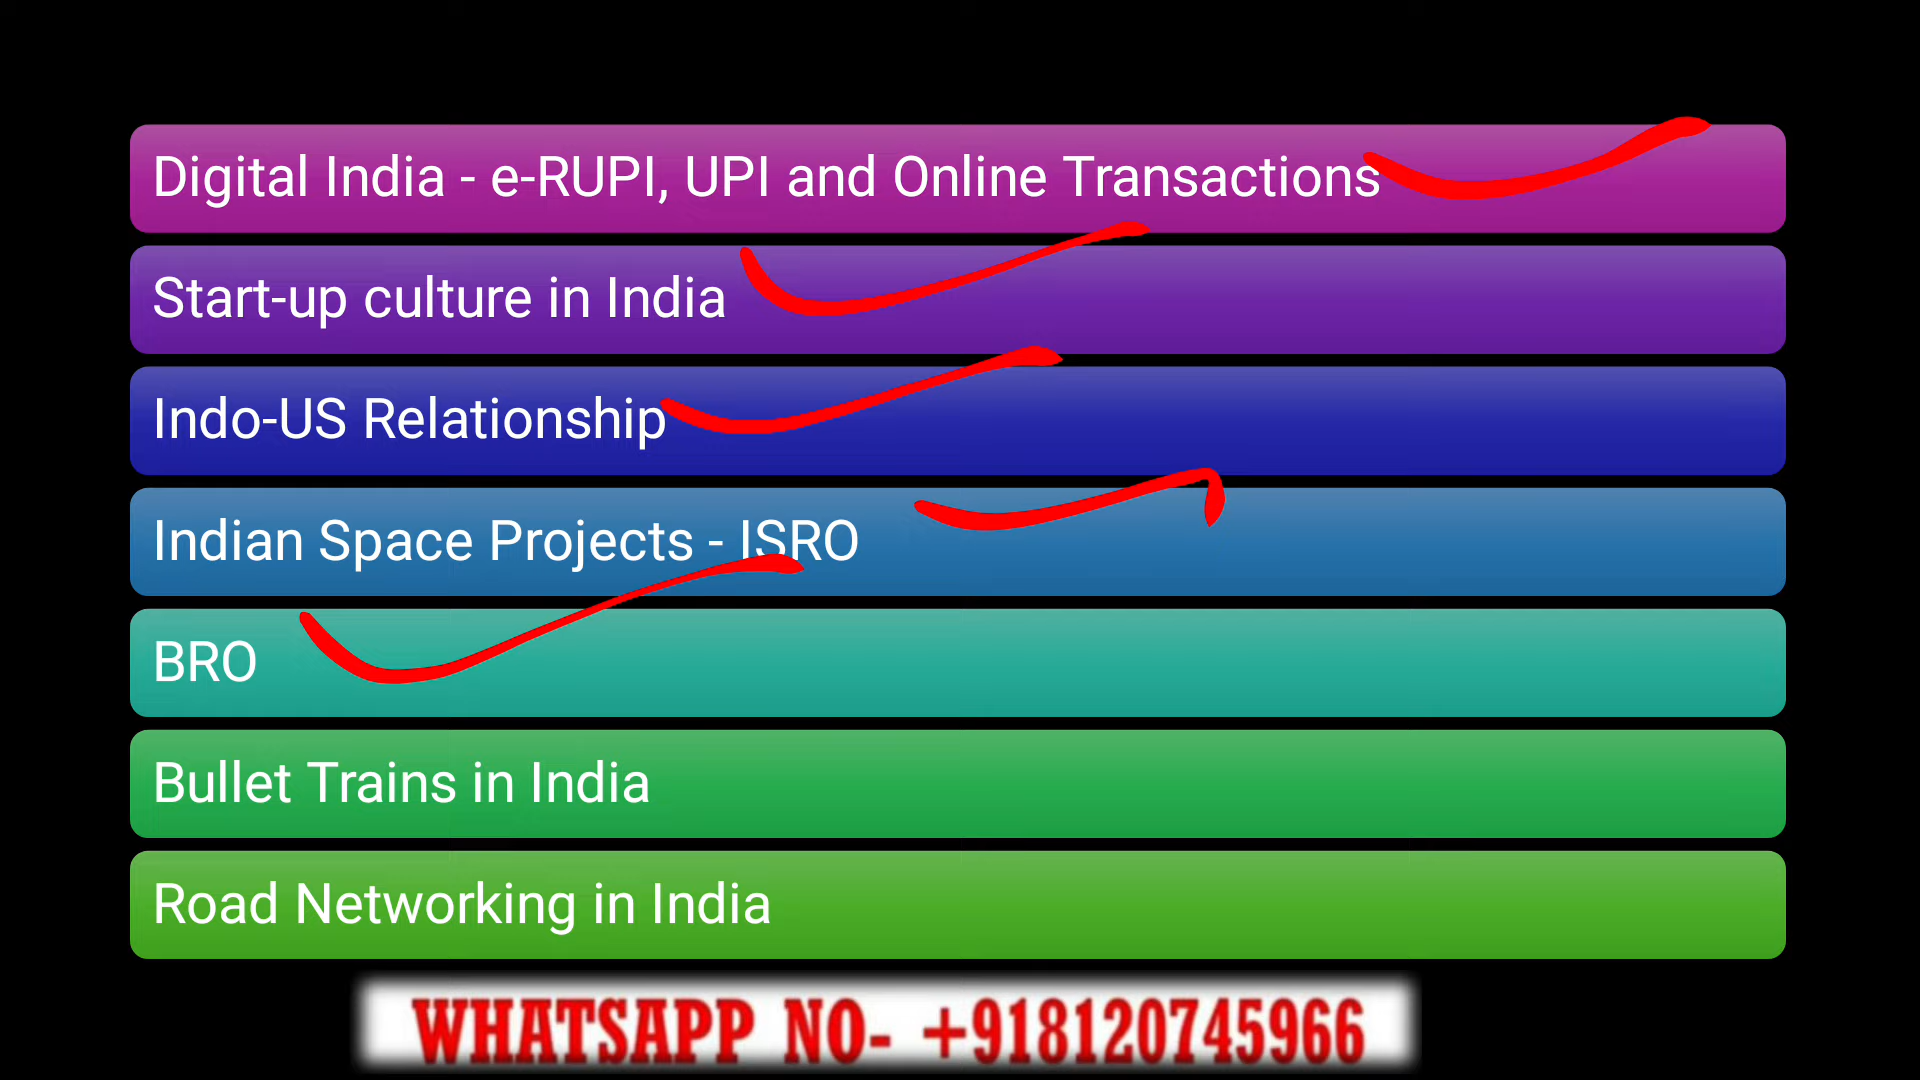 Digital India - e-RUPI, UPI and Online Transactions
Start-up culture in India
Indo-US Relationship
Indian Space Projects - ISRO
BRO
Bullet Trains in India
Road Networking in India
WHATSAPP NO- +918120745966